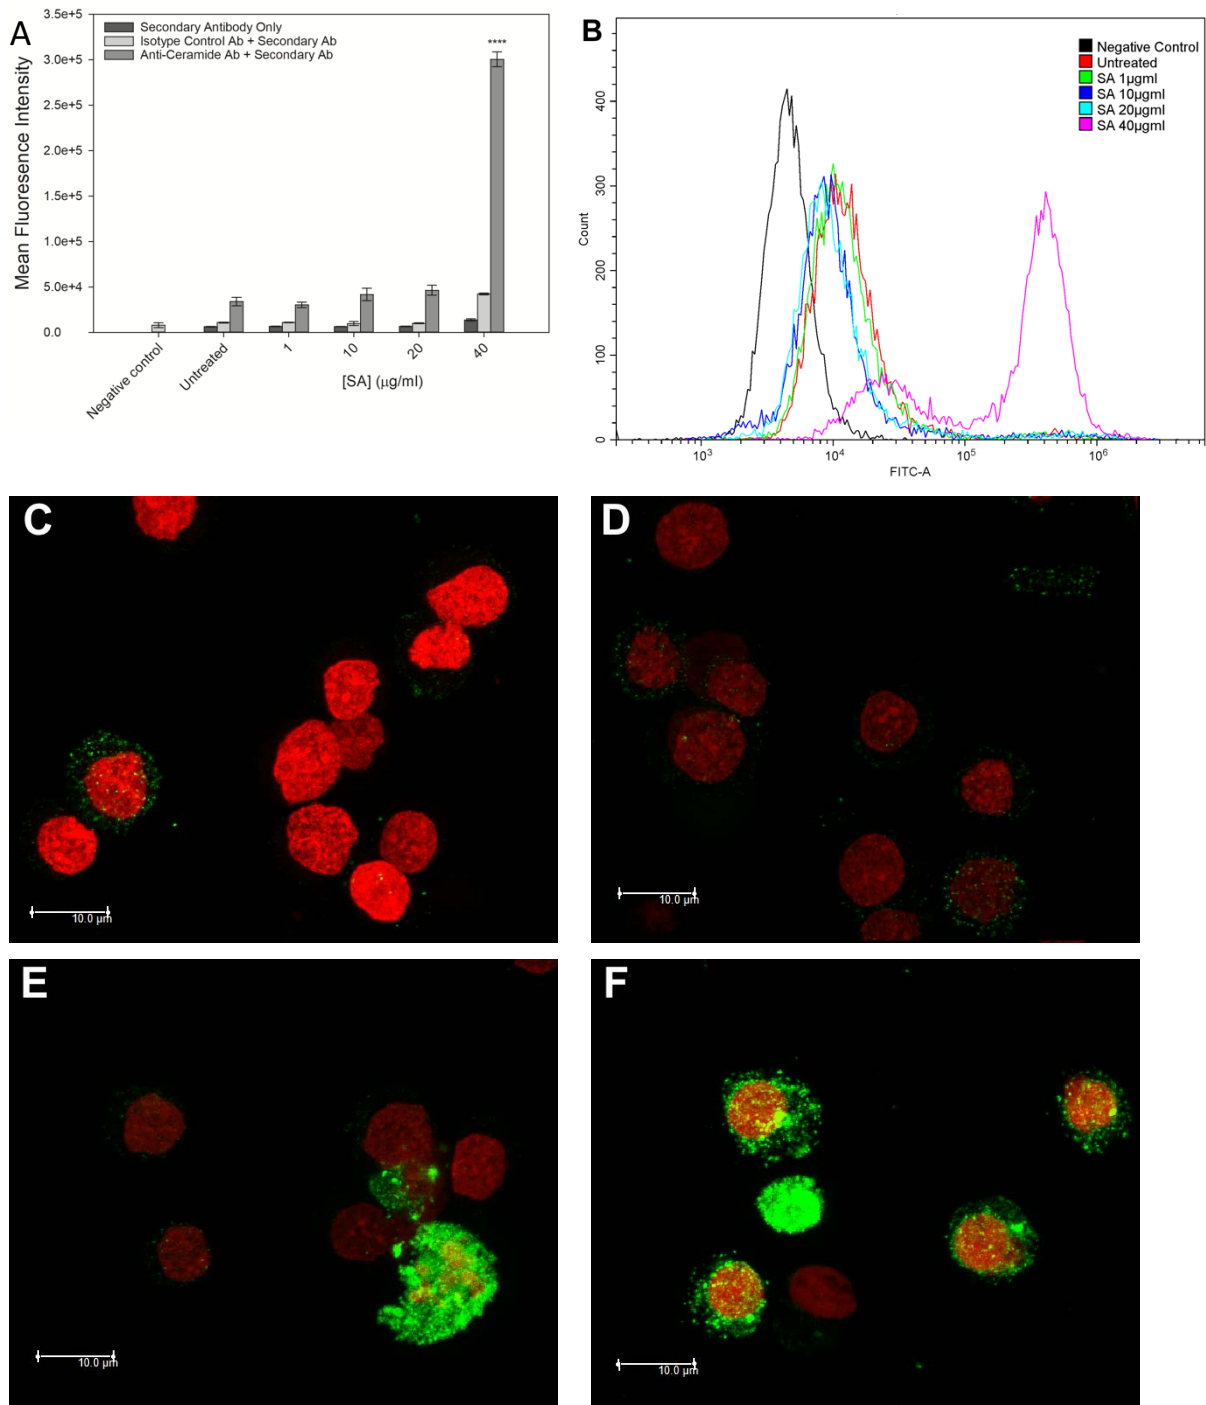 A
3.5e+5
3.0e+5
2.5e+5
2.0e+5
1.5e+5
1.0e+5
5.0e+4
0.0
Mean Fluoresence Intensity
Secondary Antibody Only
Isotype Control Ab + Secondary Ab
Anti-Ceramide Ab + Secondary Ab
****
Negative control
Untreated
1
10
20
40
[SA] (μg/ml)
B
Negative Control
Untreated
SA 1μgml
SA 10μgml
SA 20μgml
SA 40μgml
400
300
200
100
0
Count
10³
10⁴
10⁵
10⁶
FITC-A
C
10.0 μm
D
10.0 μm
E
10.0 μm
F
10.0 μm